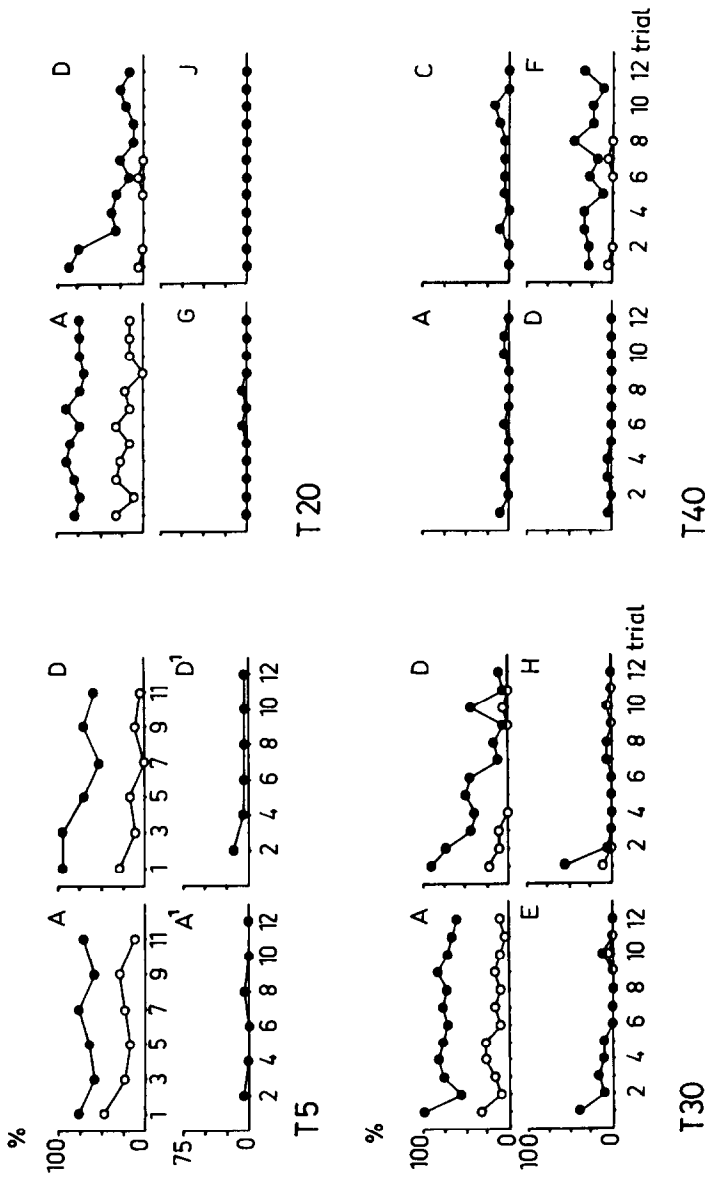 %
100 A D
0
1 3 5 7 9 11 1 3 5 7 9 11
75 A¹ D¹
0
2 4 6 8 10 12 2 4 6 8 10 12
T5
A D
G J
T20
%
100 A D
0
100 E H
0
2 4 6 8 10 12 2 4 6 8 10 12 trial
T30
A C
D F
2 4 6 8 10 12 2 4 6 8 10 12 trial
T40